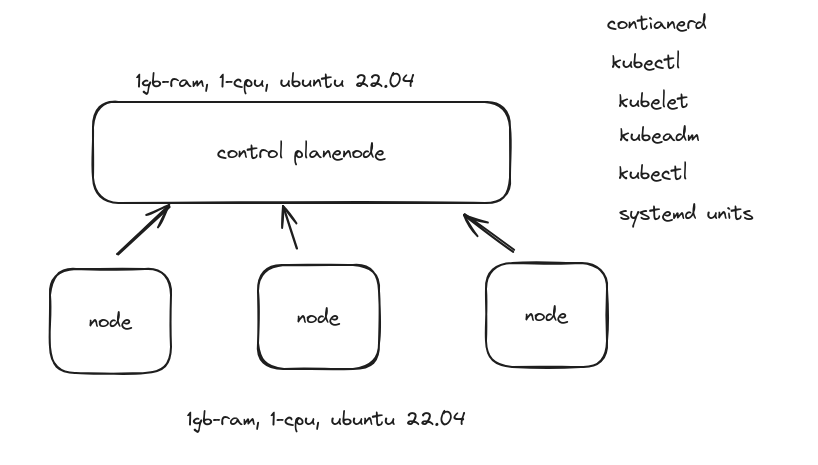 contianerd
kubectl
1gb-ram, 1-cpu, ubuntu 22.04
kubelet
kubeadm
control planenode
kubectl
systemd units
node
node
node
1gb-ram, 1-cpu, ubuntu 22.04